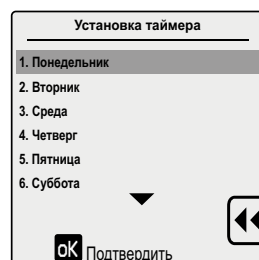 Установка таймера
1. Понедельник
2. Вторник
3. Среда
4. Четверг
5. Пятница
6. Суббота
oK Подтвердить